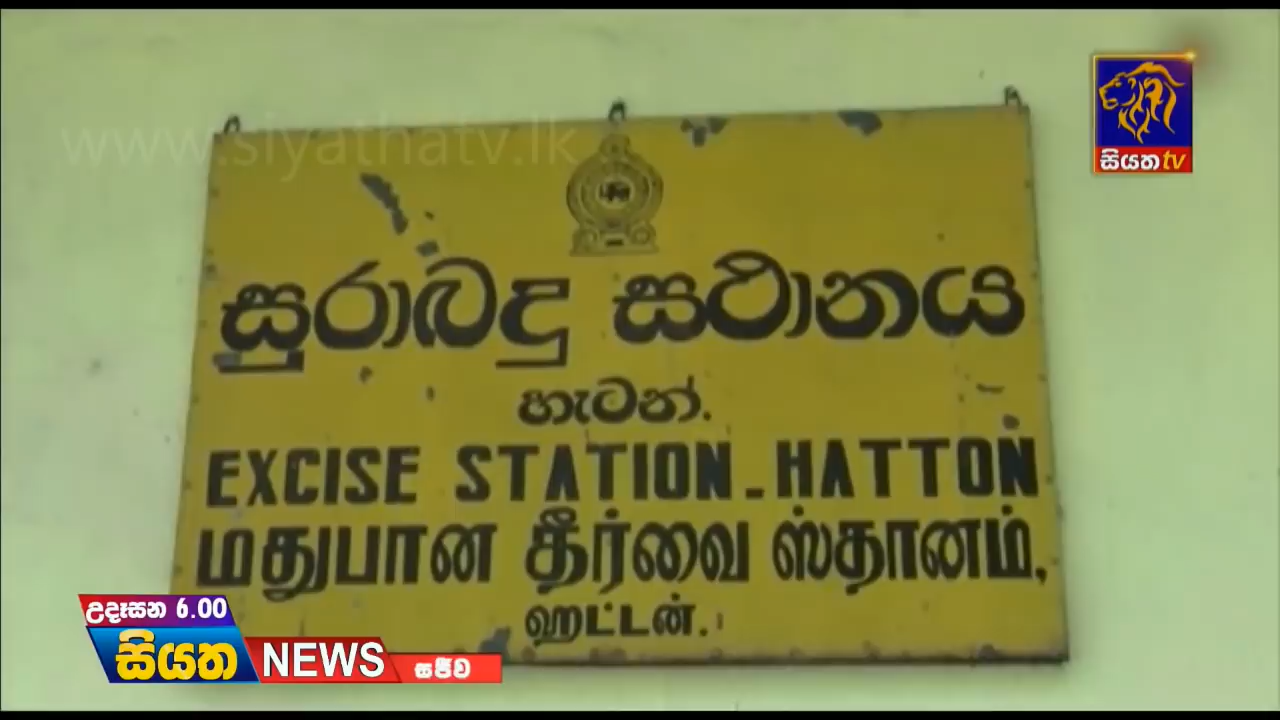 www.siyathatv.lk
සියත tv
සුරාබදු ස්ථානය
හැටන්.
EXCISE STATION - HATTON
மதுபான தீர்வை ஸ்தானம்,
ஹட்டன்.
උදෑසන 6.00
සියත NEWS
සජීව